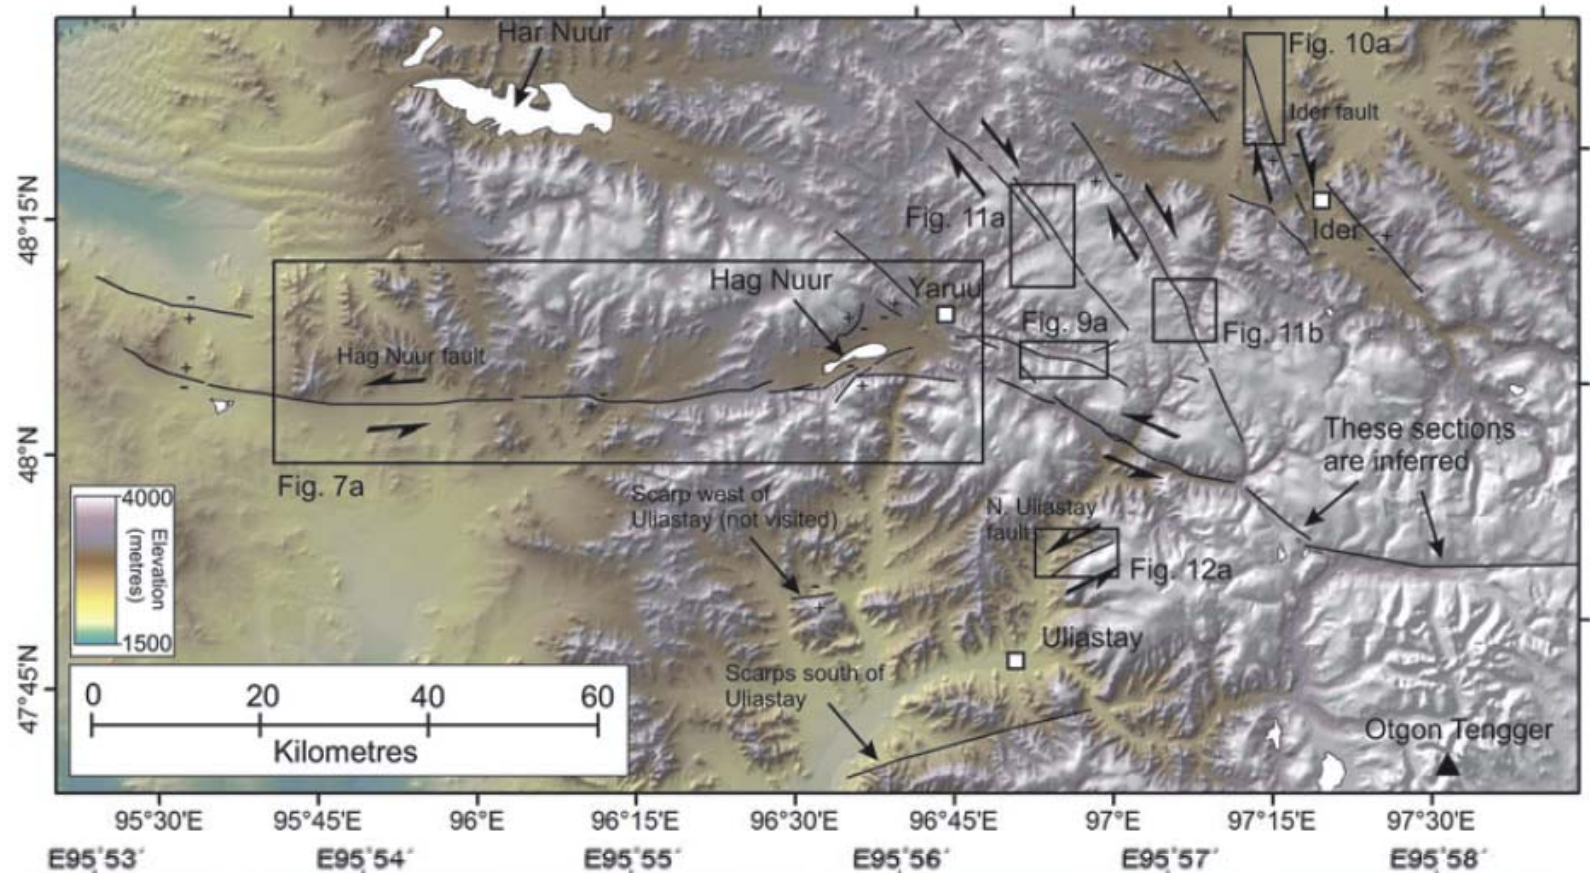 Har Nuur
Fig. 10a
Ider fault
48°15'N
Fig. 11a
Ider
Hag Nuur
Yaruu
Fig. 9a
Fig. 11b
Hag Nuur fault
48°N
These sections
are inferred
Fig. 7a
Scarp west of
Uliastay (not visited)
N. Uliastay
fault
Fig. 12a
4000
Elevation
(metres)
1500
Uliastay
47°45'N
Scarps south of
Uliastay
0 20 40 60
Kilometres
Otgon Tengger
95°30'E 95°45'E 96°E 96°15'E 96°30'E 96°45'E 97°E 97°15'E 97°30'E
E95°53´ E95°54´ E95°55´ E95°56´ E95°57´ E95°58´